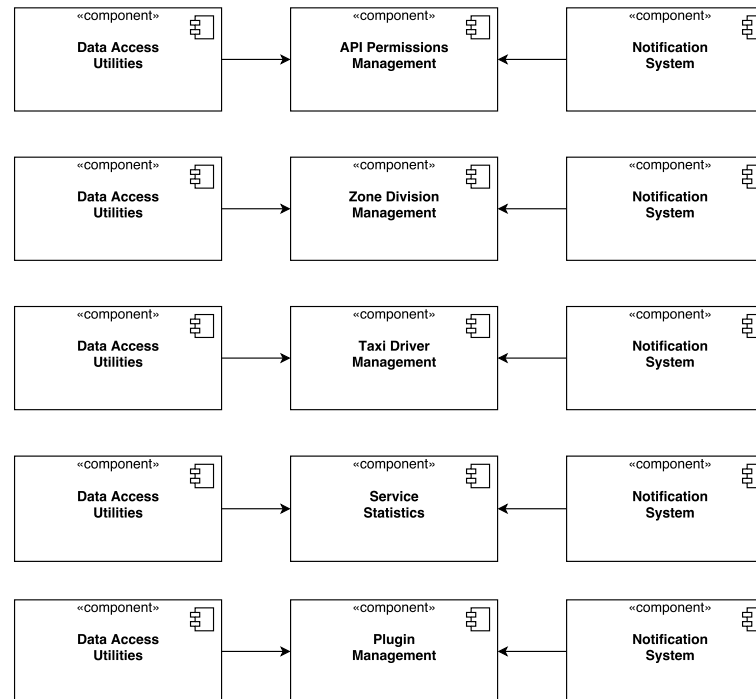 «component» «component» «component»
Data Access API Permissions Notification
Utilities Management System
«component» «component» «component»
Data Access Zone Division Notification
Utilities Management System
«component» «component» «component»
Data Access Taxi Driver Notification
Utilities Management System
«component» «component» «component»
Data Access Service Notification
Utilities Statistics System
«component» «component» «component»
Data Access Plugin Notification
Utilities Management System